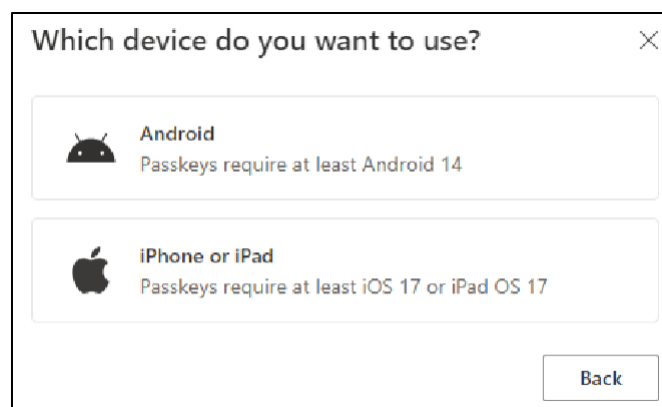 Which device do you want to use?
Android
Passkeys require at least Android 14
iPhone or iPad
Passkeys require at least iOS 17 or iPad OS 17
Back